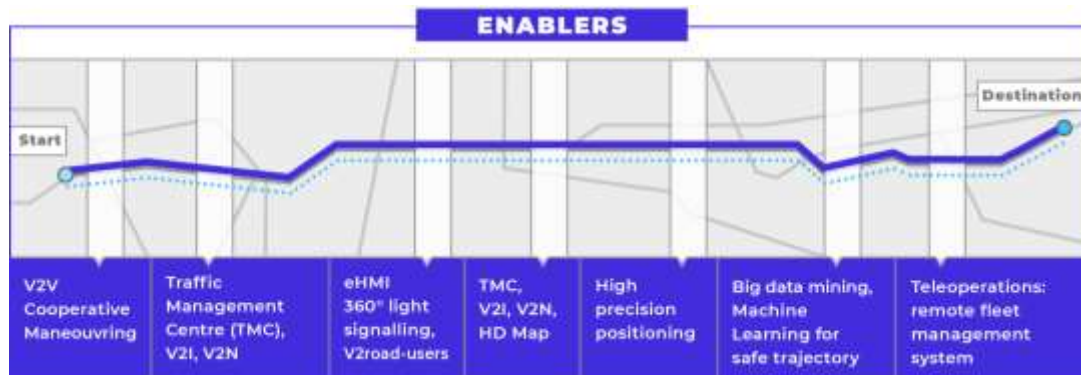 ENABLERS
Start
Destination
V2V
Cooperative
Maneouvring
Traffic
Management
Centre (TMC),
V2I, V2N
eHMI
360° light
signalling,
V2road-users
TMC,
V2I, V2N,
HD Map
High
precision
positioning
Big data mining,
Machine
Learning for
safe trajectory
Teleoperations:
remote fleet
management
system